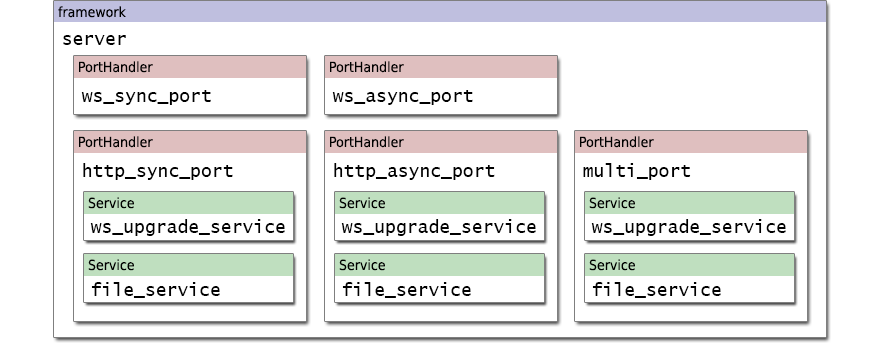 framework
server
PortHandler
ws_sync_port
PortHandler
ws_async_port
PortHandler
http_sync_port
Service
ws_upgrade_service
Service
file_service
PortHandler
http_async_port
Service
ws_upgrade_service
Service
file_service
PortHandler
multi_port
Service
ws_upgrade_service
Service
file_service